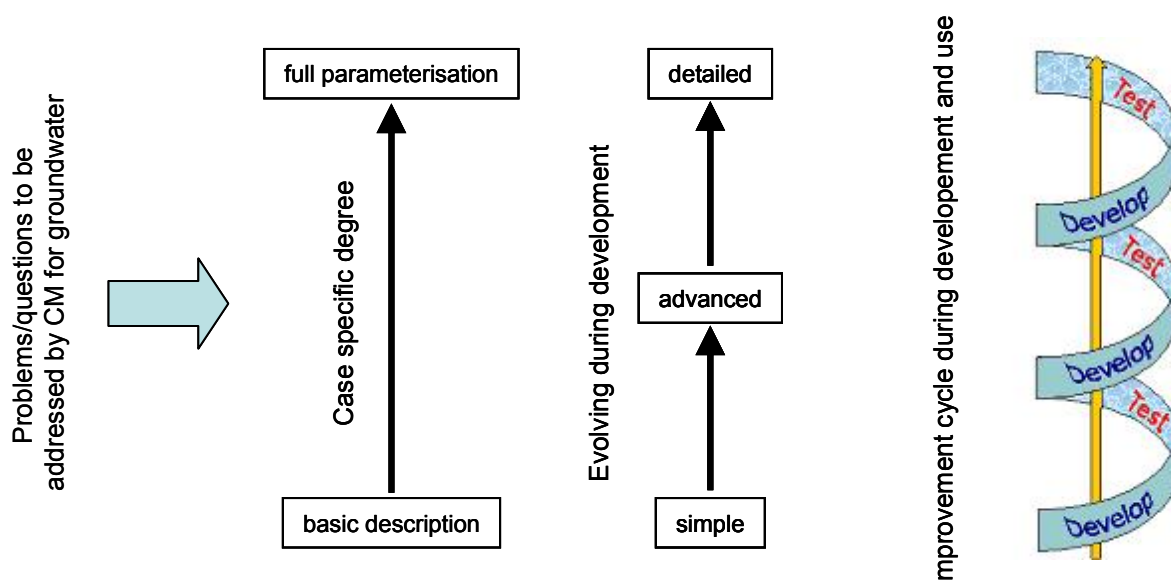 Problems/questions to be
addressed by CM for groundwater
full parameterisation
Case specific degree
basic description
Evolving during development
detailed
advanced
simple
mprovement cycle during developement and use
Test
Develop
Test
Develop
Test
Develop